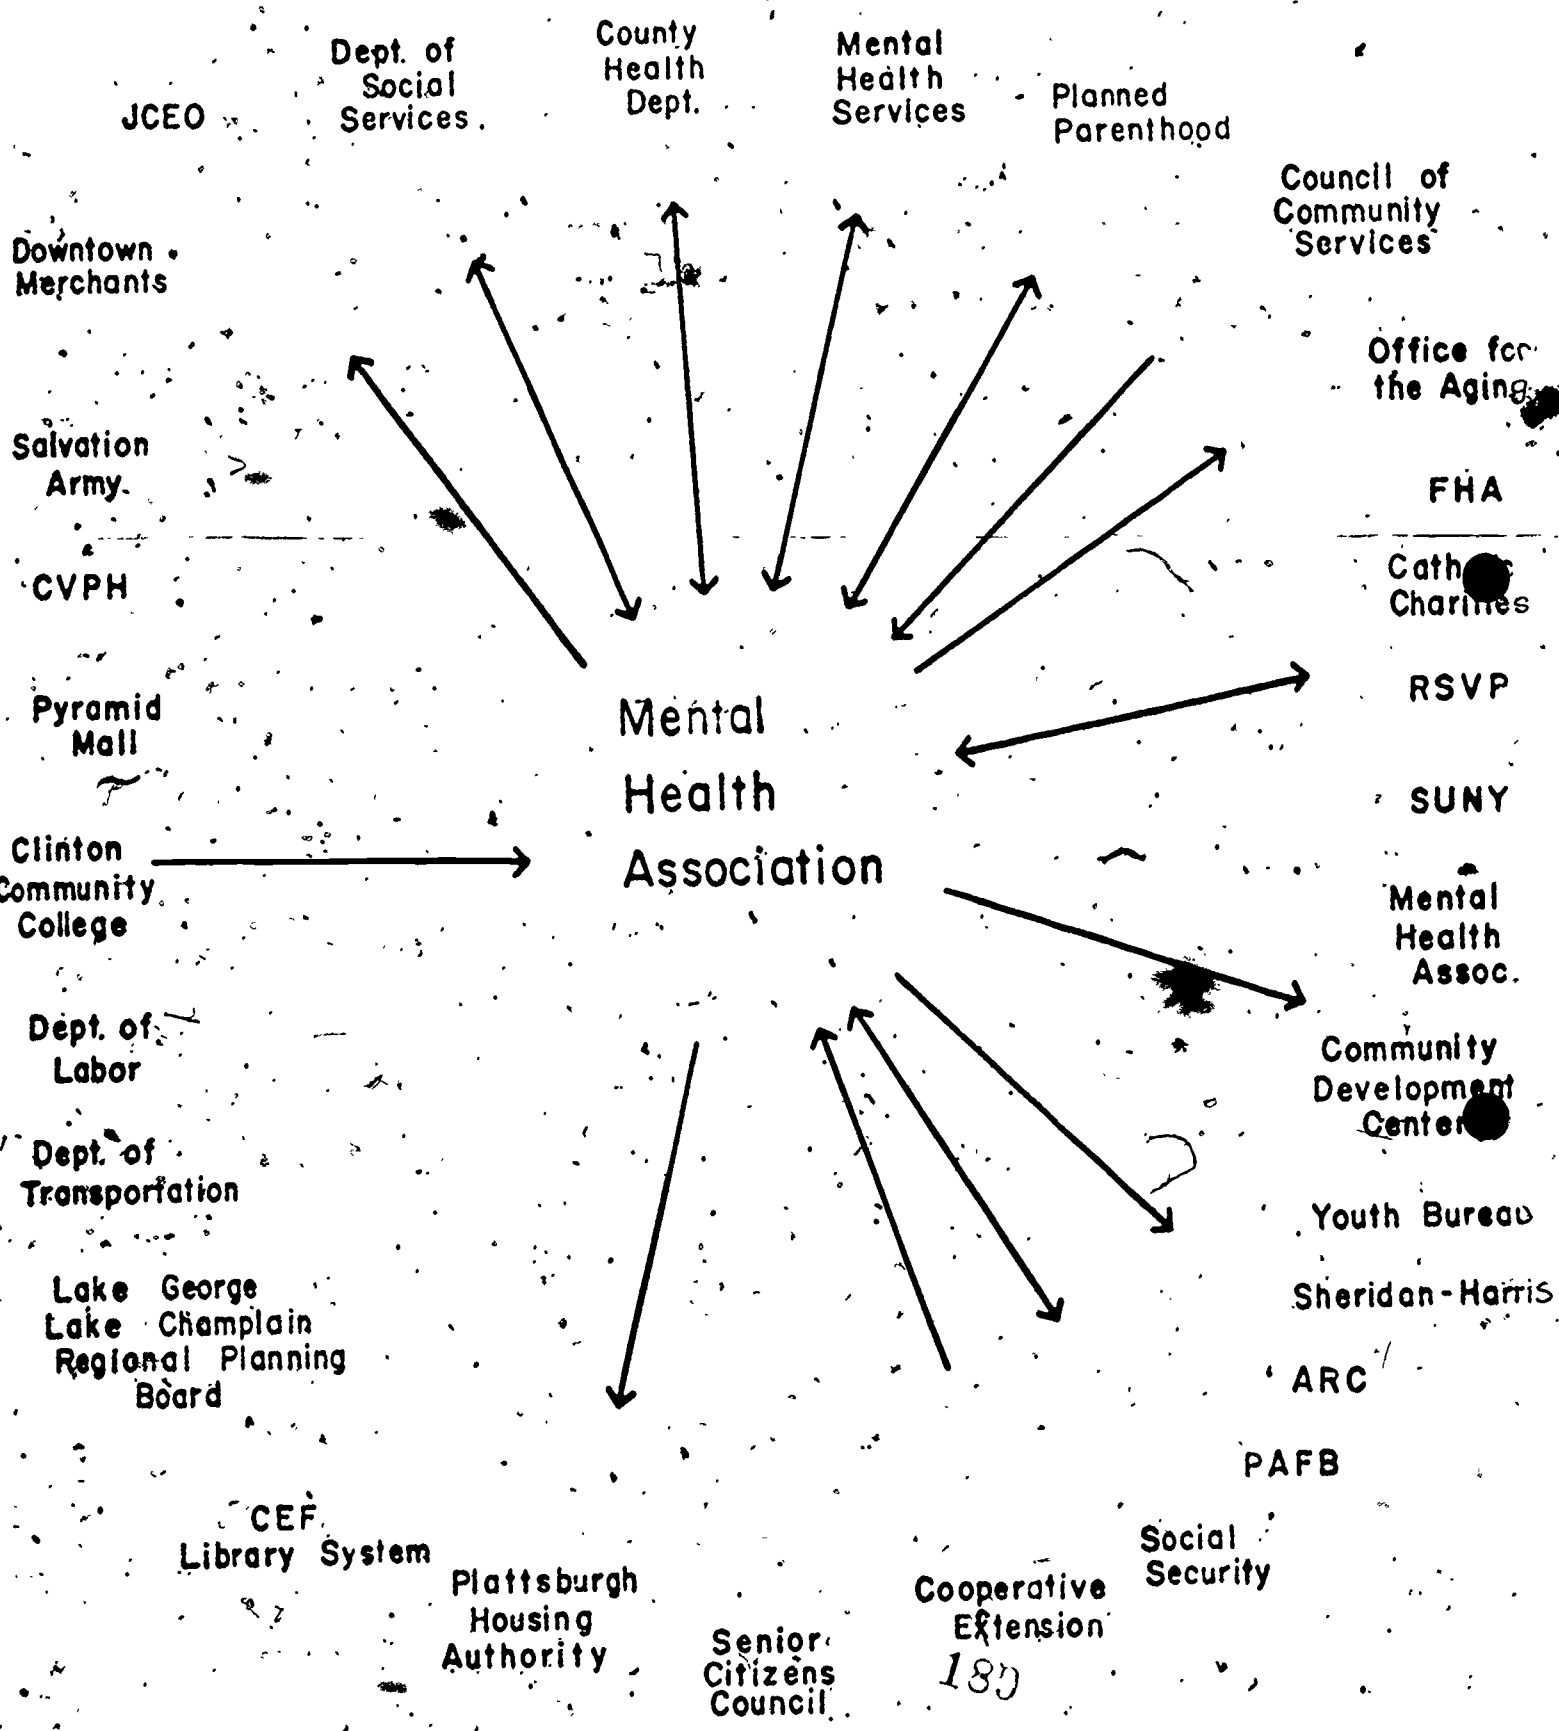 JCEO
Dept. of
Social
Services
County
Health
Dept.
Mental
Health
Services
Planned
Parenthood
Council of
Community
Services
Downtown
Merchants
Office for
the Aging
Salvation
Army
FHA
CVPH
Charities
Pyramid
Mall
Mental
Health
Association
RSVP
SUNY
Clinton
Community
College
Mental
Health
Assoc.
Dept. of
Labor
Community
Development
Center
Dept. of
Transportation
Youth Bureau
Lake George
Lake Champlain
Regional Planning
Board
Sheridan-Harris
ARC
PAFB
CEF
Library System
Plattsburgh
Housing
Authority
Senior
Citizens
Council
Cooperative
Extension
Social
Security